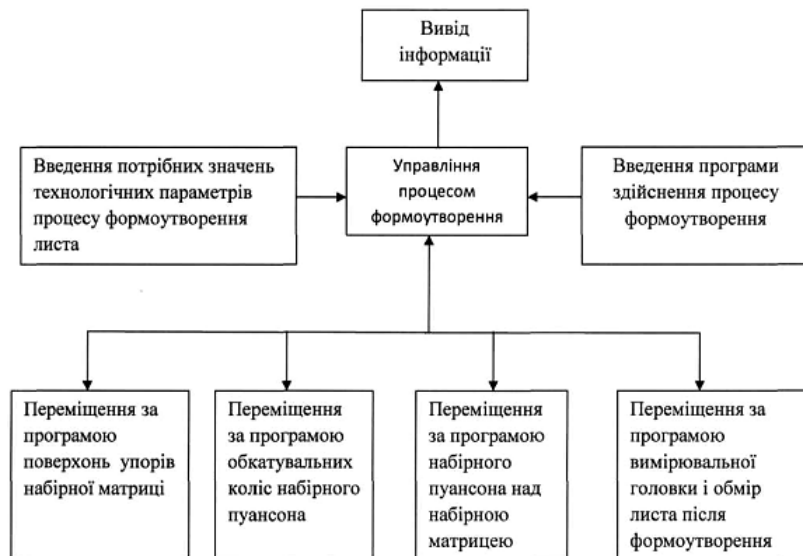 Вивід
інформації
Введення потрібних значень
технологічних параметрів
процесу формоутворення
листа
Управління
процесом
формоутворення
Введення програми
здійснення процесу
формоутворення
Переміщення за
програмою
поверхонь упорів
набірної матриці
Переміщення
за програмою
обкатувальних
коліс набірного
пуансона
Переміщення
за програмою
набірного
пуансона над
набірною
матрицею
Переміщення за
програмою
вимірювальної
головки і обмір
листа після
формоутворення